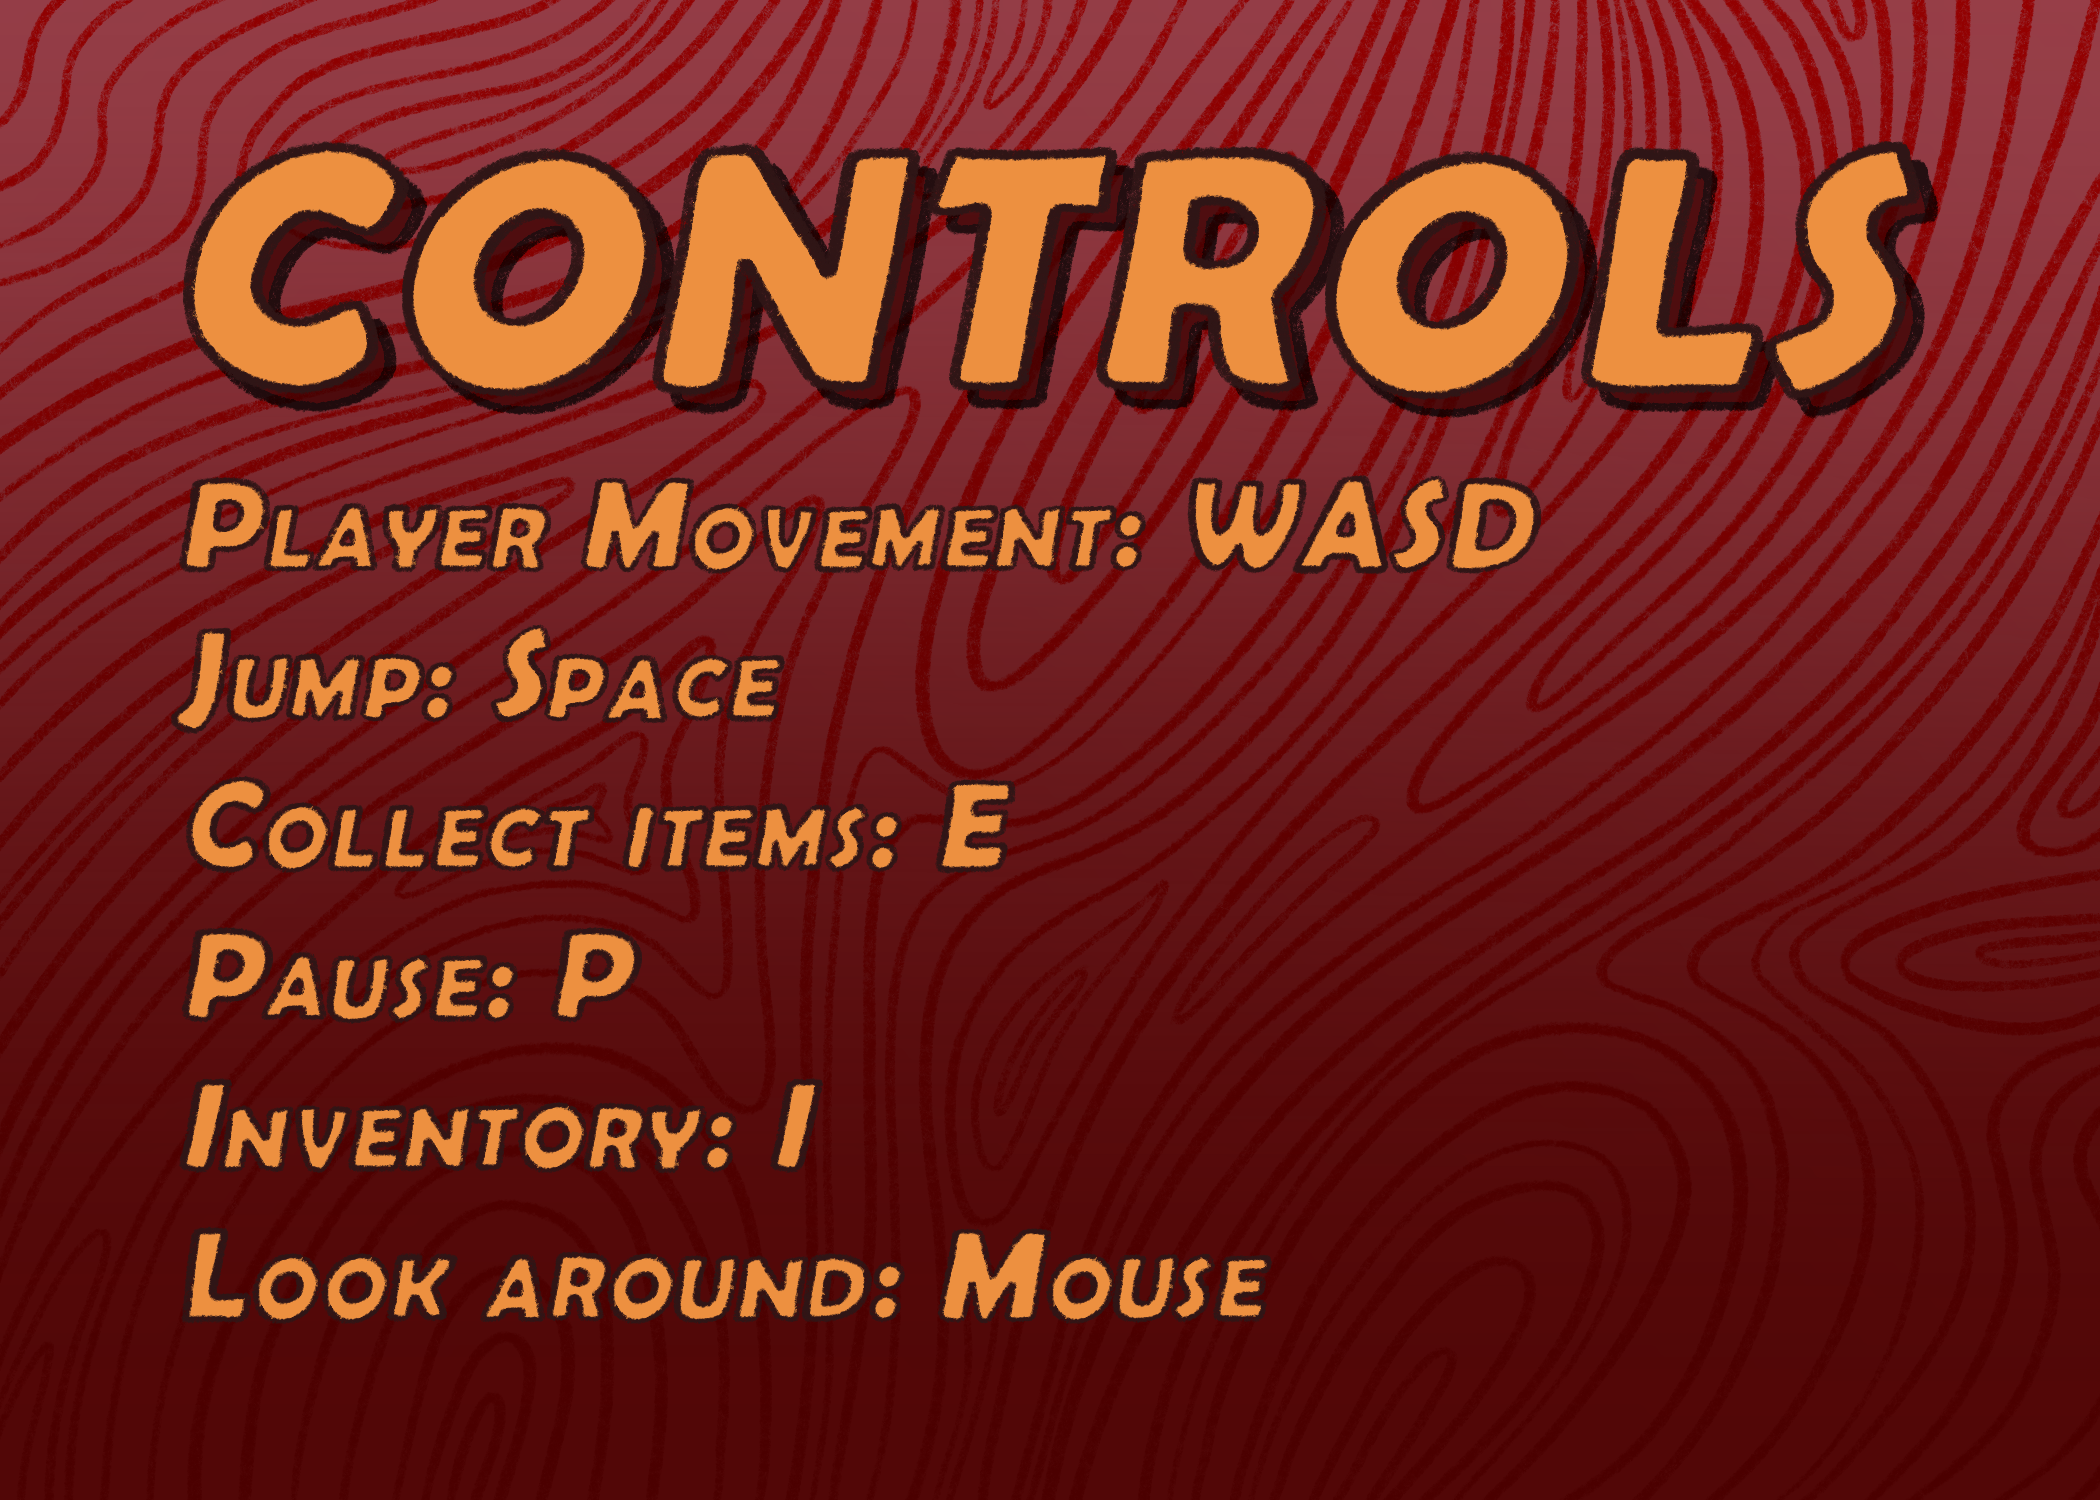 CONTROLS
Player Movement: WASD
Jump: Space
Collect items: E
Pause: P
Inventory: I
Look around: Mouse